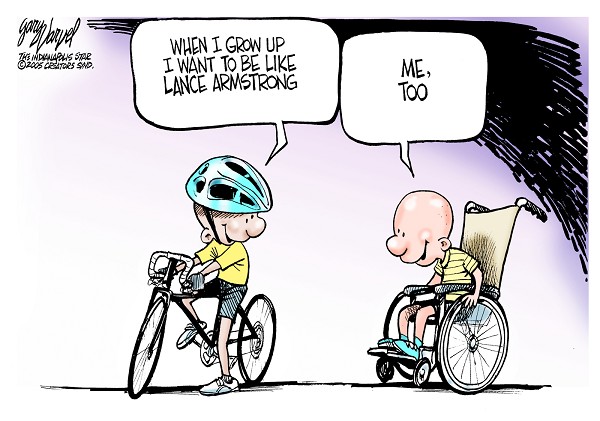 Gary Varvel
THE INDIANAPOLIS STAR
©2005 CREATORS SYND.
WHEN I GROW UP
I WANT TO BE LIKE
LANCE ARMSTRONG
ME,
TOO